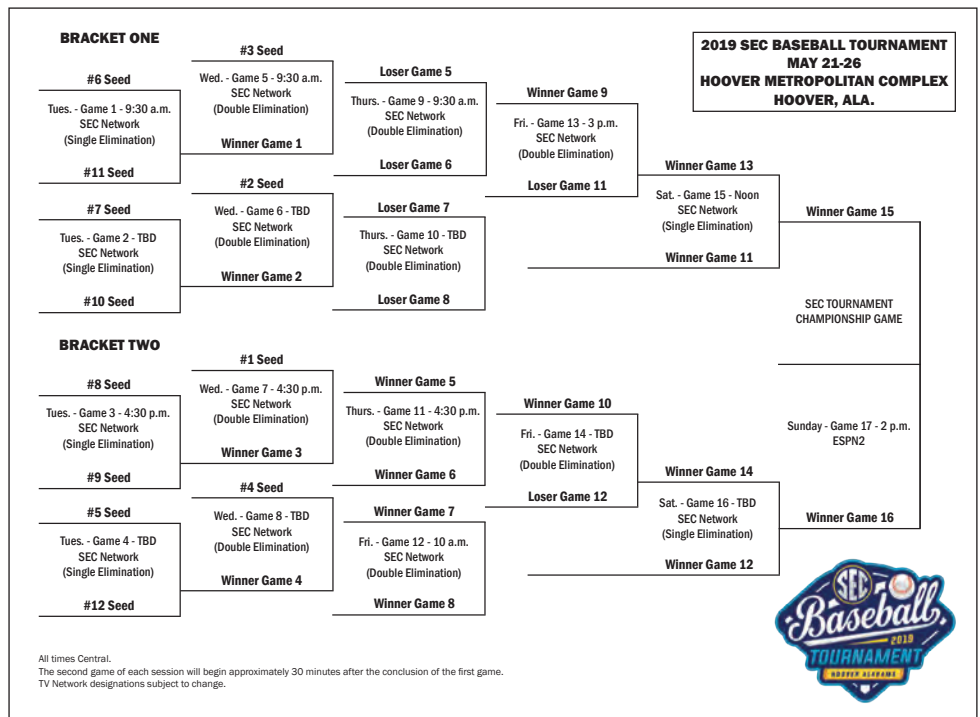 BRACKET ONE
2019 SEC BASEBALL TOURNAMENT
MAY 21-26
HOOVER METROPOLITAN COMPLEX
HOOVER, ALA.
#6 Seed
Tues. - Game 1 - 9:30 a.m.
SEC Network
(Single Elimination)
#11 Seed
#7 Seed
Tues. - Game 2 - TBD
SEC Network
(Single Elimination)
#10 Seed
#3 Seed
Wed. - Game 5 - 9:30 a.m.
SEC Network
(Double Elimination)
Winner Game 1
#2 Seed
Wed. - Game 6 - TBD
SEC Network
(Double Elimination)
Winner Game 2
Loser Game 5
Thurs. - Game 9 - 9:30 a.m.
SEC Network
(Double Elimination)
Loser Game 6
Loser Game 7
Thurs. - Game 10 - TBD
SEC Network
(Double Elimination)
Loser Game 8
Winner Game 9
Fri. - Game 13 - 3 p.m.
SEC Network
(Double Elimination)
Loser Game 11
Winner Game 13
Sat. - Game 15 - Noon
SEC Network
(Single Elimination)
Winner Game 11
Winner Game 15
SEC TOURNAMENT
CHAMPIONSHIP GAME
BRACKET TWO
#8 Seed
Tues. - Game 3 - 4:30 p.m.
SEC Network
(Single Elimination)
#9 Seed
#5 Seed
Tues. - Game 4 - TBD
SEC Network
(Single Elimination)
#12 Seed
#1 Seed
Wed. - Game 7 - 4:30 p.m.
SEC Network
(Double Elimination)
Winner Game 3
#4 Seed
Wed. - Game 8 - TBD
SEC Network
(Double Elimination)
Winner Game 4
Winner Game 5
Thurs. - Game 11 - 4:30 p.m.
SEC Network
(Double Elimination)
Winner Game 6
Winner Game 7
Fri. - Game 12 - 10 a.m.
SEC Network
(Double Elimination)
Winner Game 8
Winner Game 10
Fri. - Game 14 - TBD
SEC Network
(Double Elimination)
Loser Game 12
Winner Game 14
Sat. - Game 16 - TBD
SEC Network
(Single Elimination)
Winner Game 12
Sunday - Game 17 - 2 p.m.
ESPN2
Winner Game 16
SEC
Baseball
2019
TOURNAMENT
HOOVER ALABAMA
All times Central.
The second game of each session will begin approximately 30 minutes after the conclusion of the first game.
TV Network designations subject to change.